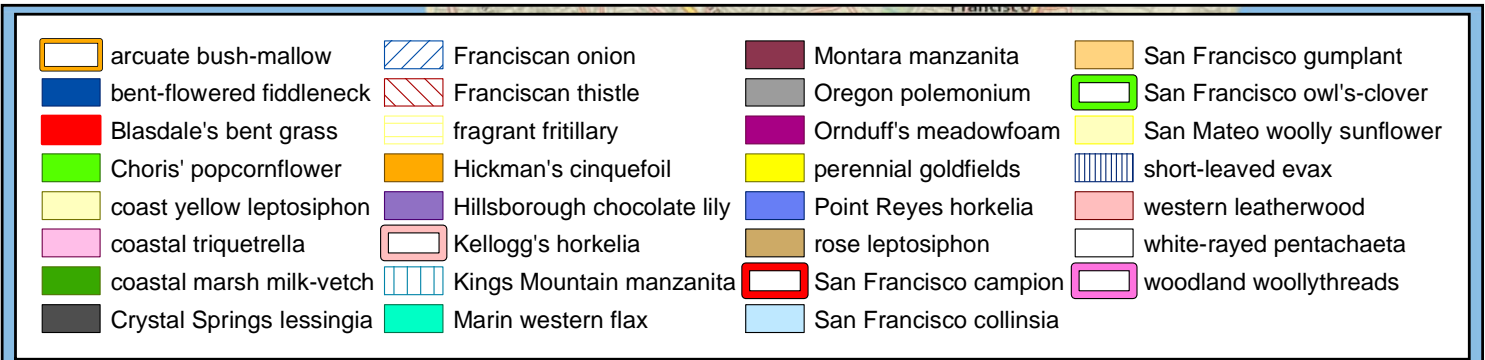 Francisco
arcuate bush-mallow
bent-flowered fiddleneck
Blasdale's bent grass
Choris' popcornflower
coast yellow leptosiphon
coastal triquetrella
coastal marsh milk-vetch
Crystal Springs lessingia
Franciscan onion
Franciscan thistle
fragrant fritillary
Hickman's cinquefoil
Hillsborough chocolate lily
Kellogg's horkelia
Kings Mountain manzanita
Marin western flax
Montara manzanita
Oregon polemonium
Ornduff's meadowfoam
perennial goldfields
Point Reyes horkelia
rose leptosiphon
San Francisco campion
San Francisco collinsia
San Francisco gumplant
San Francisco owl's-clover
San Mateo woolly sunflower
short-leaved evax
western leatherwood
white-rayed pentachaeta
woodland woollythreads